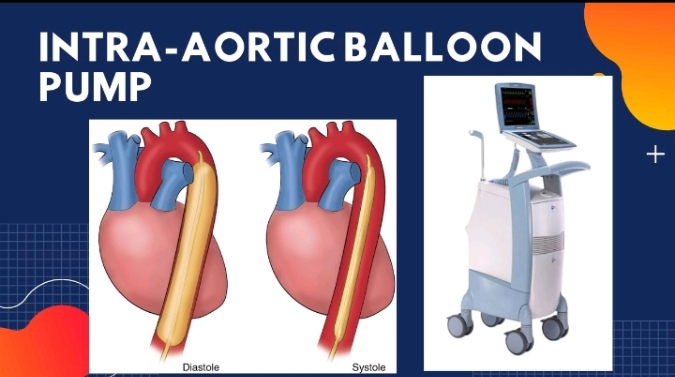 INTRA-AORTIC BALLOON
PUMP
Diastole
Systole